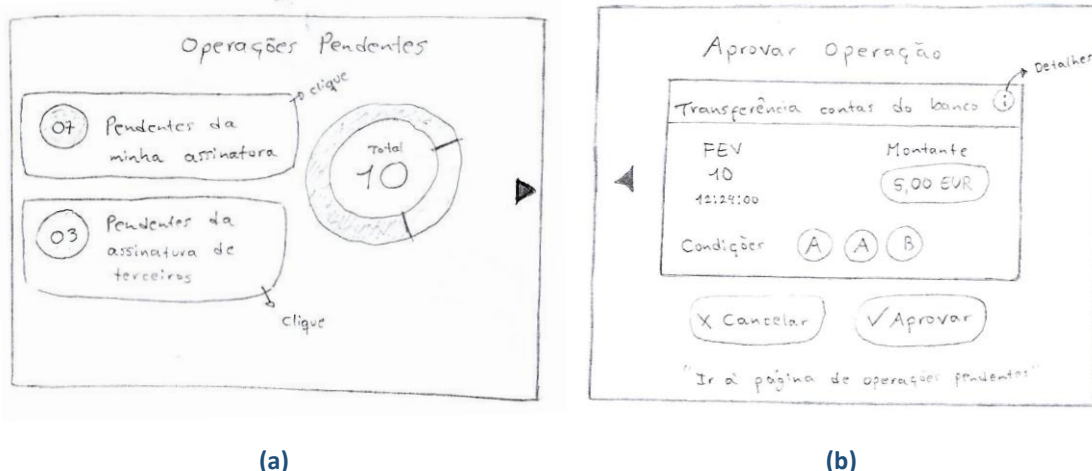 Operações Pendentes
clique
07
Pendentes da
minha assinatura
Total
10
03
Pendentes da
assinatura de
terceiros
clique
(a)
Aprovar Operação
Detalhes
Transferência contas do banco i
FEV
10
12:24:00
Montante
5,00 EUR
Condições A A B
X Cancelar
✓ Aprovar
"Ir à página de operações pendentes"
(b)